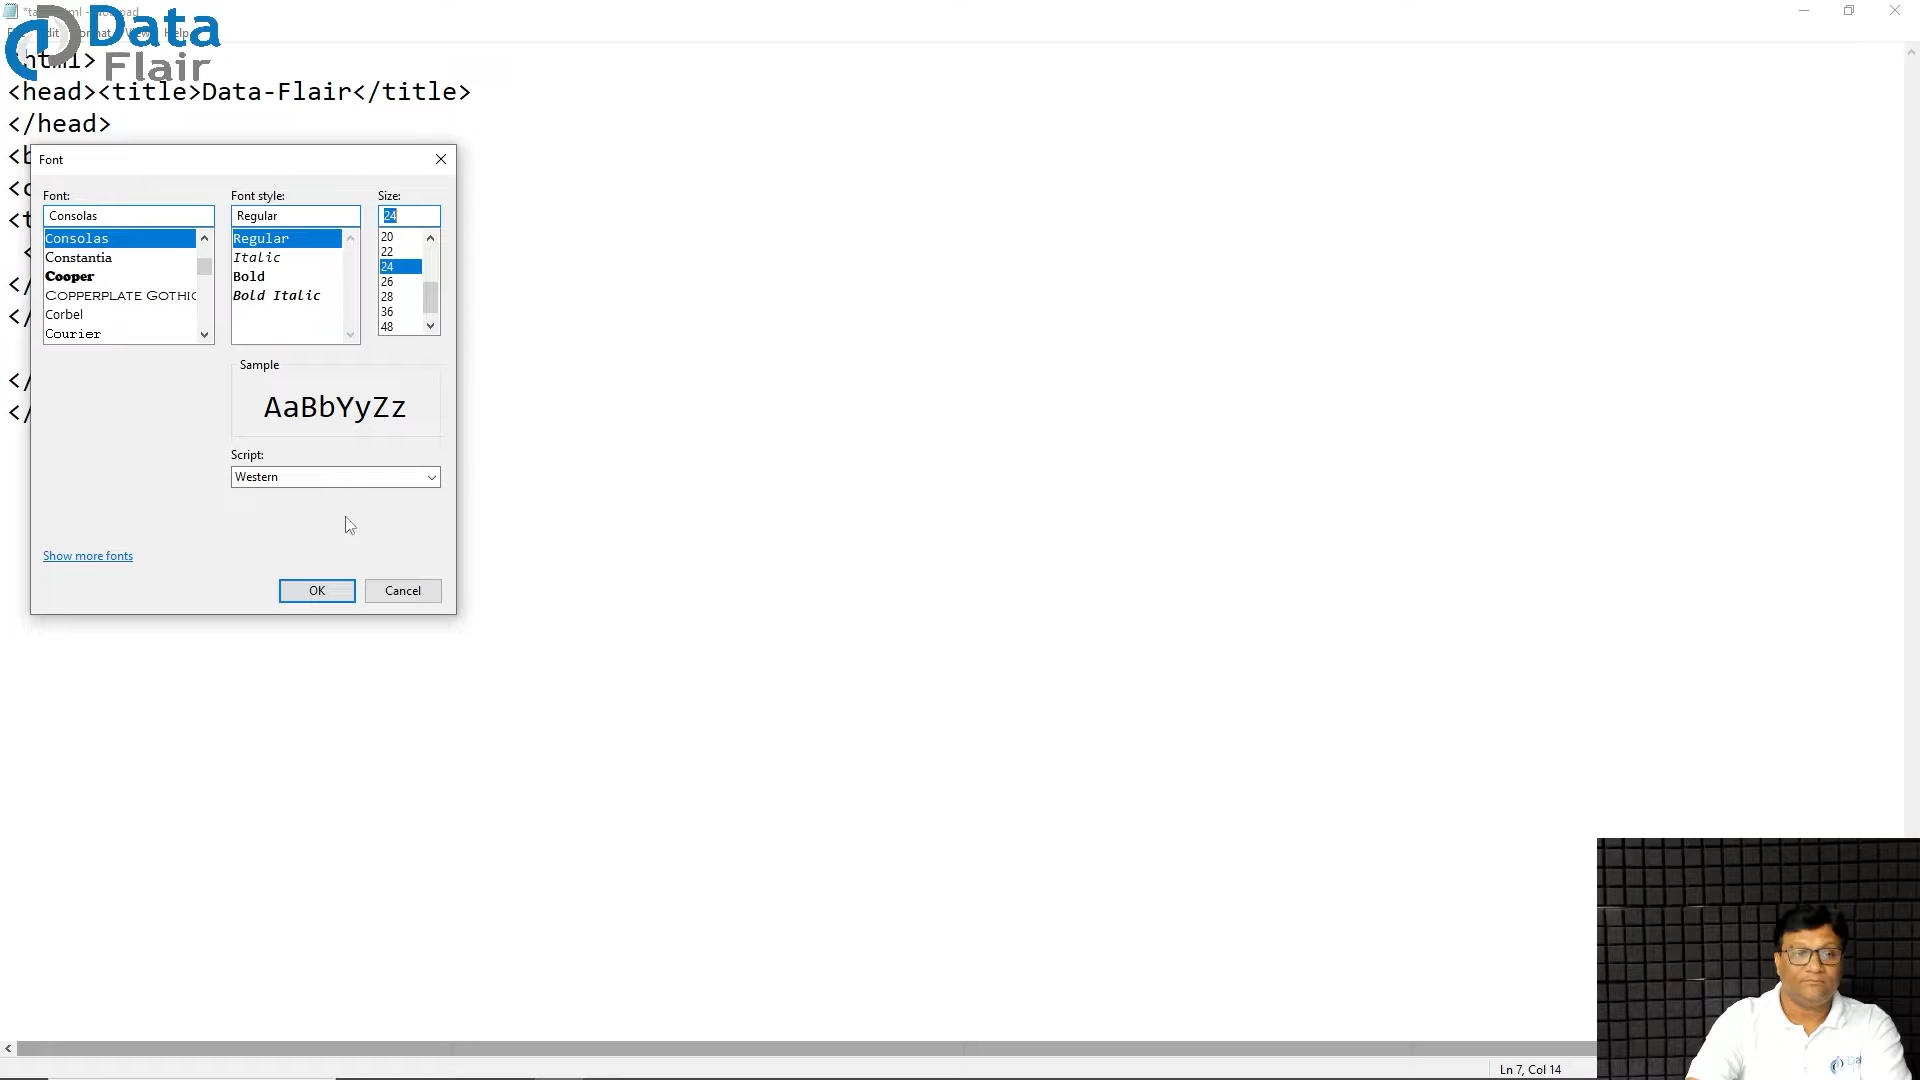 Data
Flair
Help
html>
<head><title>Data-Flair</title>
</head>
Font
Font:
Font style:
Size:
Consolas
Regular
24
Consolas
Constantia
Cooper
COPPERPLATE GOTHIC
Corbel
Courier
Regular
Italic
Bold
Bold Italic
20
22
24
26
28
36
48
Sample
AaBbYyZz
Script:
Western
Show more fonts
OK
Cancel
Ln 7, Col 14